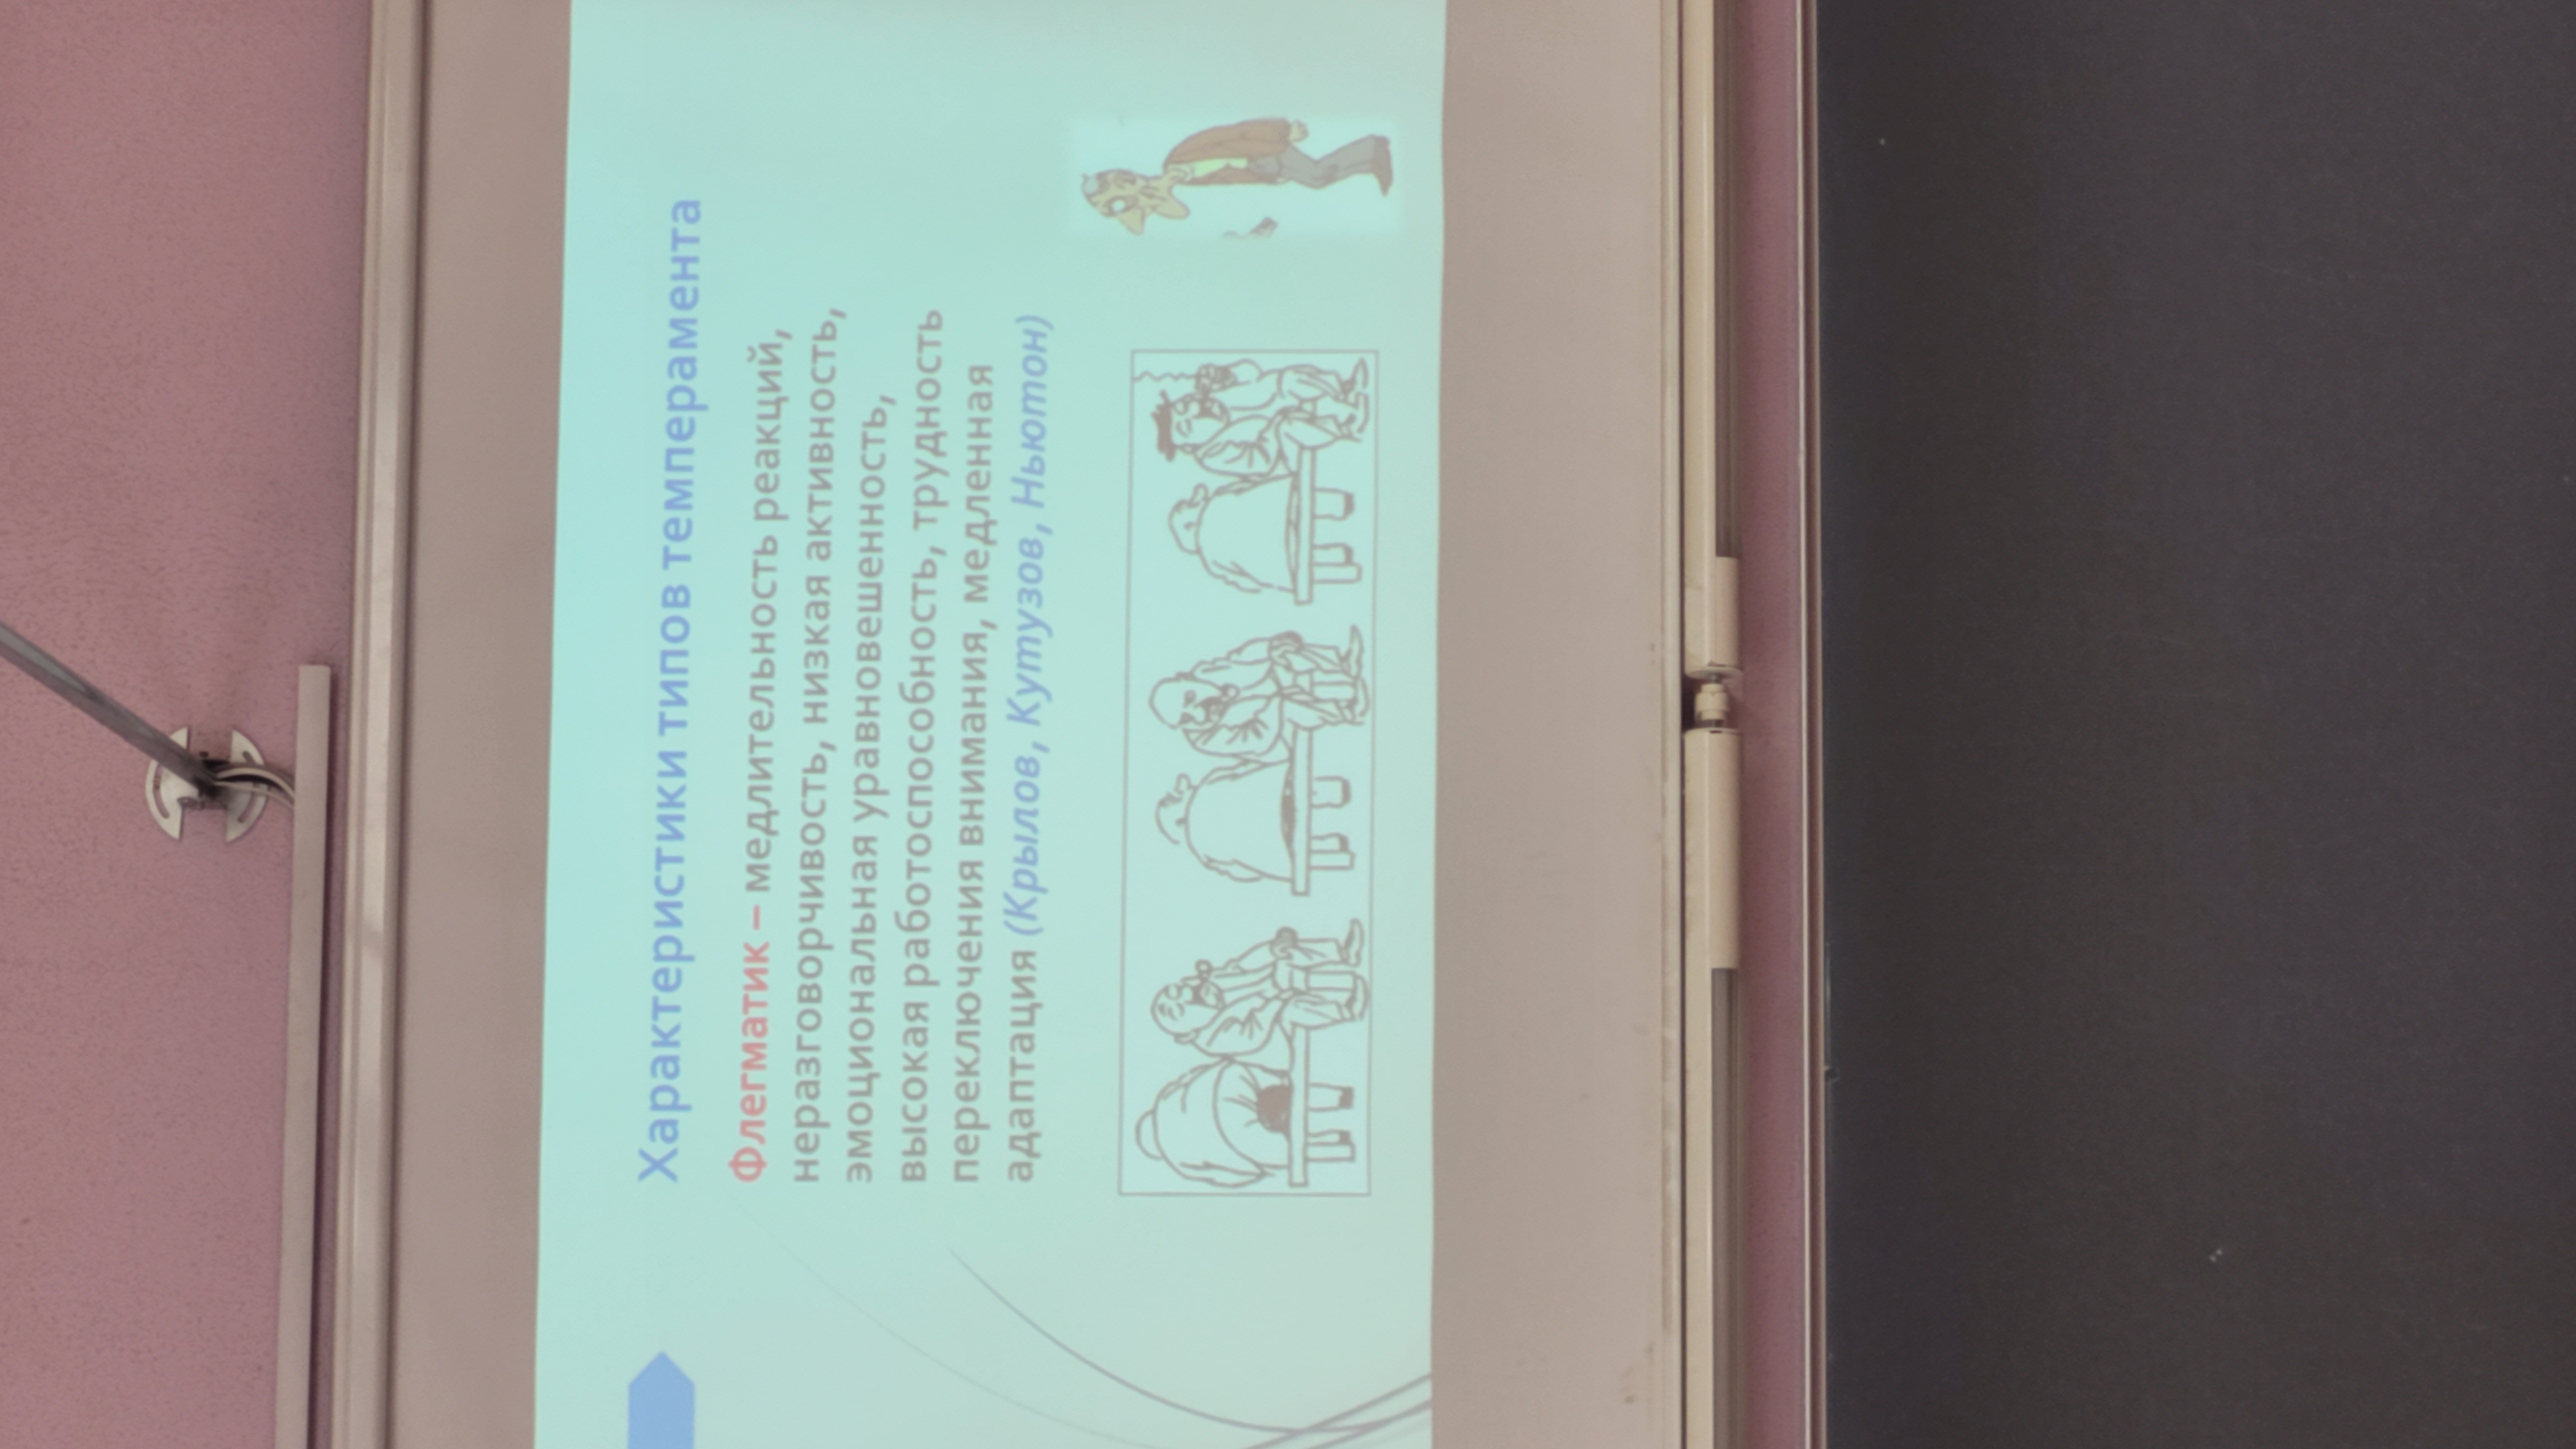 Характеристики типов темперамента
Флегматик – медлительность реакций,
неразговорчивость, низкая активность,
эмоциональная уравновешенность,
высокая работоспособность, трудность
переключения внимания, медленная
адаптация (Крылов, Кутузов, Ньютон)